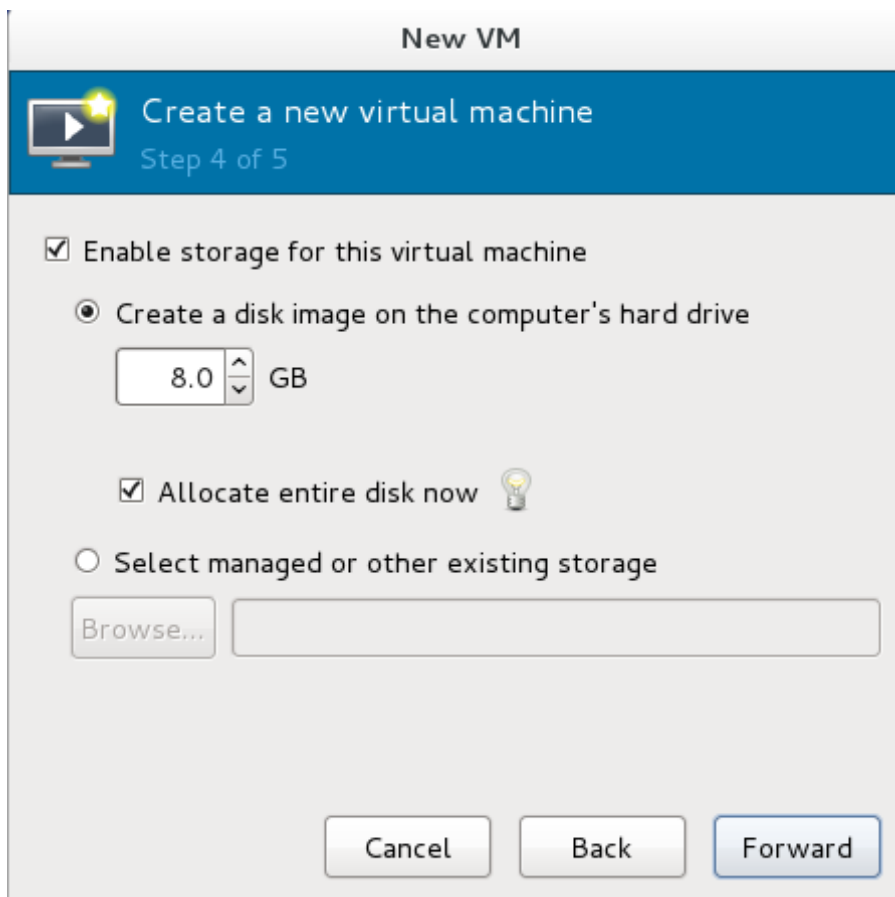 New VM
Create a new virtual machine
Step 4 of 5
Enable storage for this virtual machine
Create a disk image on the computer's hard drive
8.0 GB
Allocate entire disk now
Select managed or other existing storage
Browse...
Cancel Back Forward